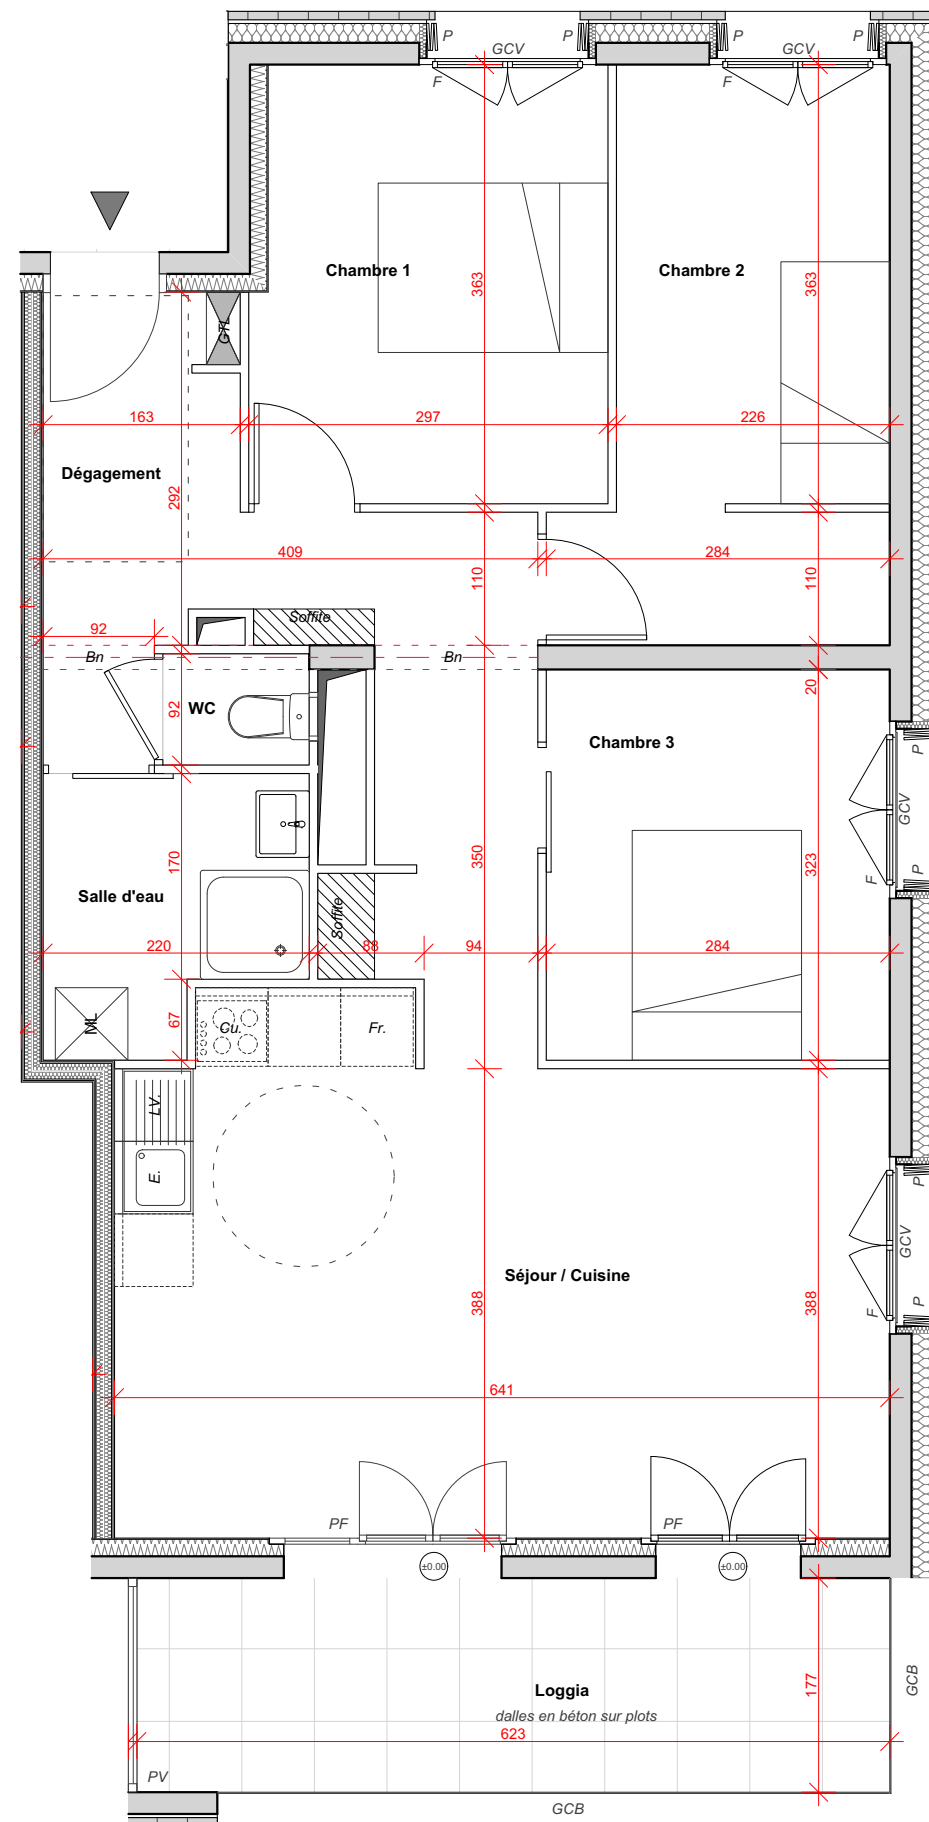 P
GCV
P
P
GCV
P
F
F
Chambre 1
363
Chambre 2
363
GTL
163
297
226
Dégagement
292
409
110
284
110
Soffite
92
Bn
Bn
92
WC
20
Chambre 3
P
GCV
P
F
170
350
323
Salle d'eau
Soffite
220
88
94
284
67
ML
Cu.
Fr.
LV.
E.
P
GCV
P
F
Séjour / Cuisine
388
388
641
PF
PF
±0.00
±0.00
Loggia
dalles en béton sur plots
177
623
GCB
PV
GCB